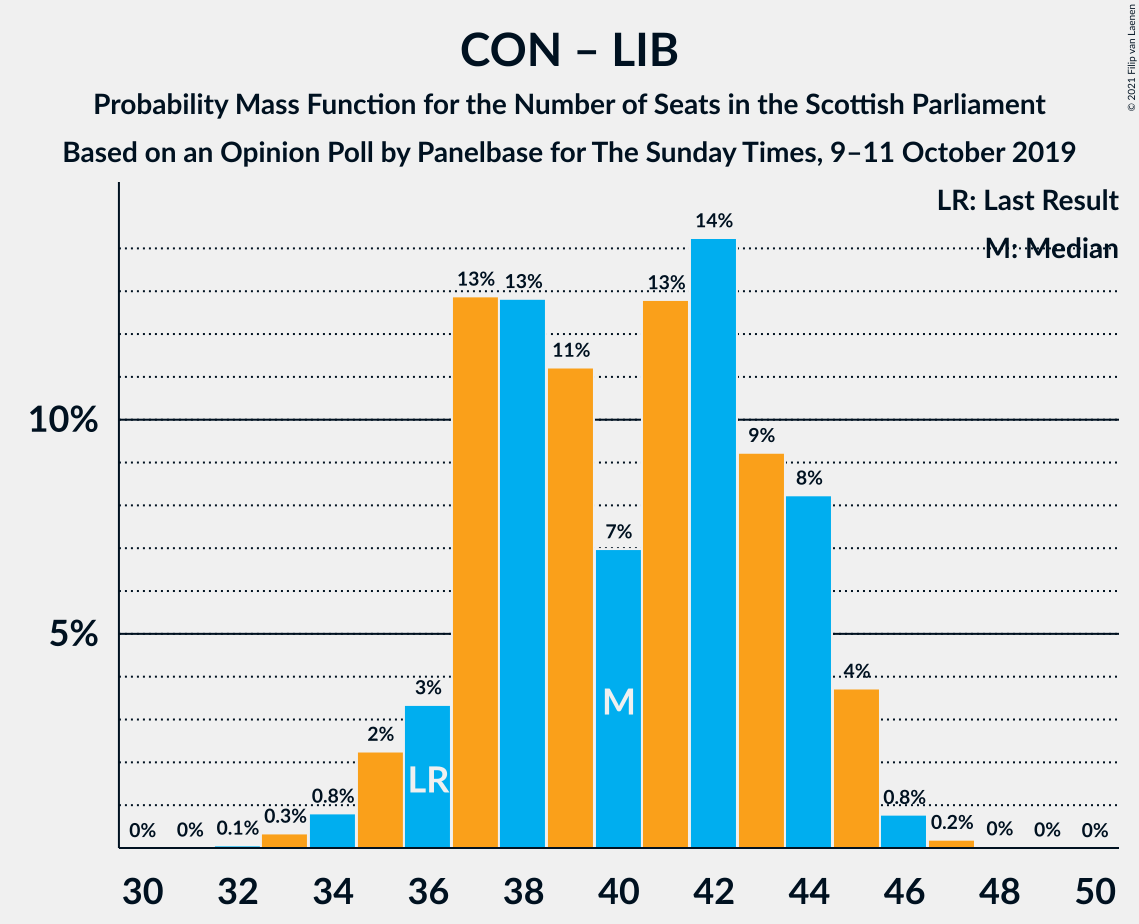 CON – LIB
Probability Mass Function for the Number of Seats in the Scottish Parliament
Based on an Opinion Poll by Panelbase for The Sunday Times, 9–11 October 2019
© 2021 Filip van Laenen
LR: Last Result
M: Median
10%
5%
0% 0% 0.1% 0.3% 0.8% 2% 3% 13% 13% 11% 7% 13% 14% 9% 8% 4% 0.8% 0.2% 0% 0% 0%
LR
M
30 32 34 36 38 40 42 44 46 48 50